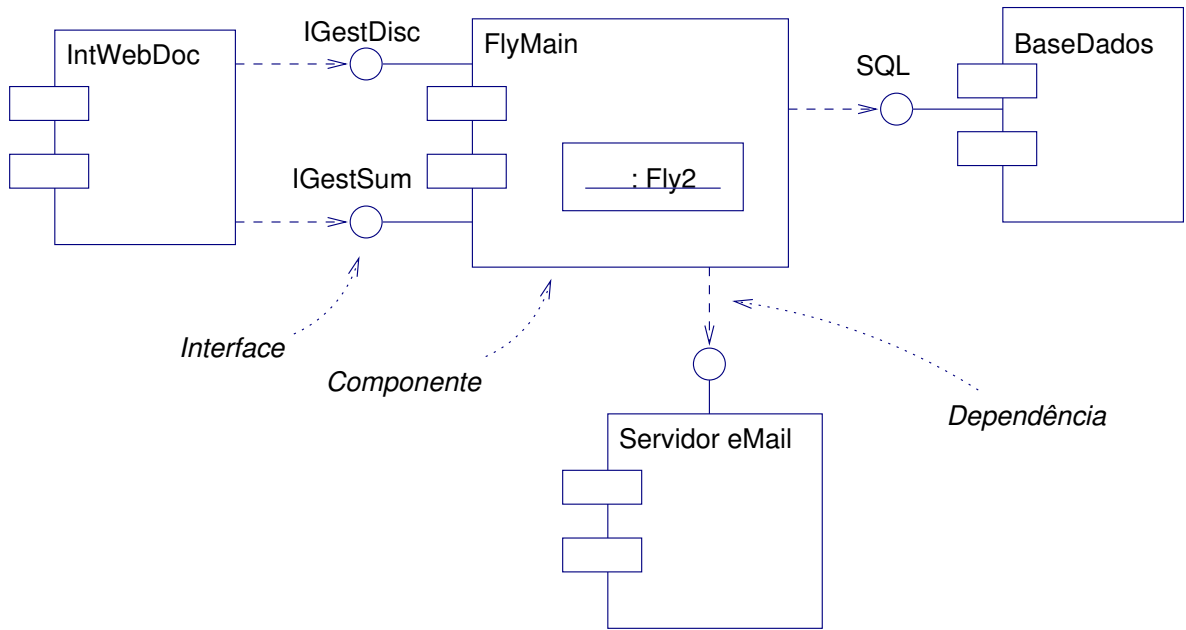 IntWebDoc
IGestDisc
FlyMain
SQL
BaseDados
: Fly2
IGestSum
Interface
Componente
Dependência
Servidor eMail